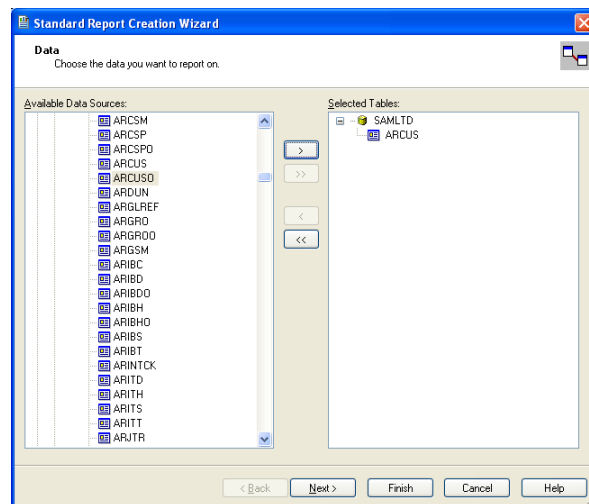 Standard Report Creation Wizard
Data
Choose the data you want to report on.
Available Data Sources:
ARCSM
ARCSP
ARCSPO
ARCUS
ARCUSO
ARDUN
ARGLREF
ARGRO
ARGROO
ARGSM
ARIBC
ARIBD
ARIBDO
ARIBH
ARIBHO
ARIBS
ARIBT
ARINTCK
ARITD
ARITH
ARITS
ARITT
ARJTR
>
>>
<
<<
Selected Tables:
SAMLTD
ARCUS
< Back Next > Finish Cancel Help